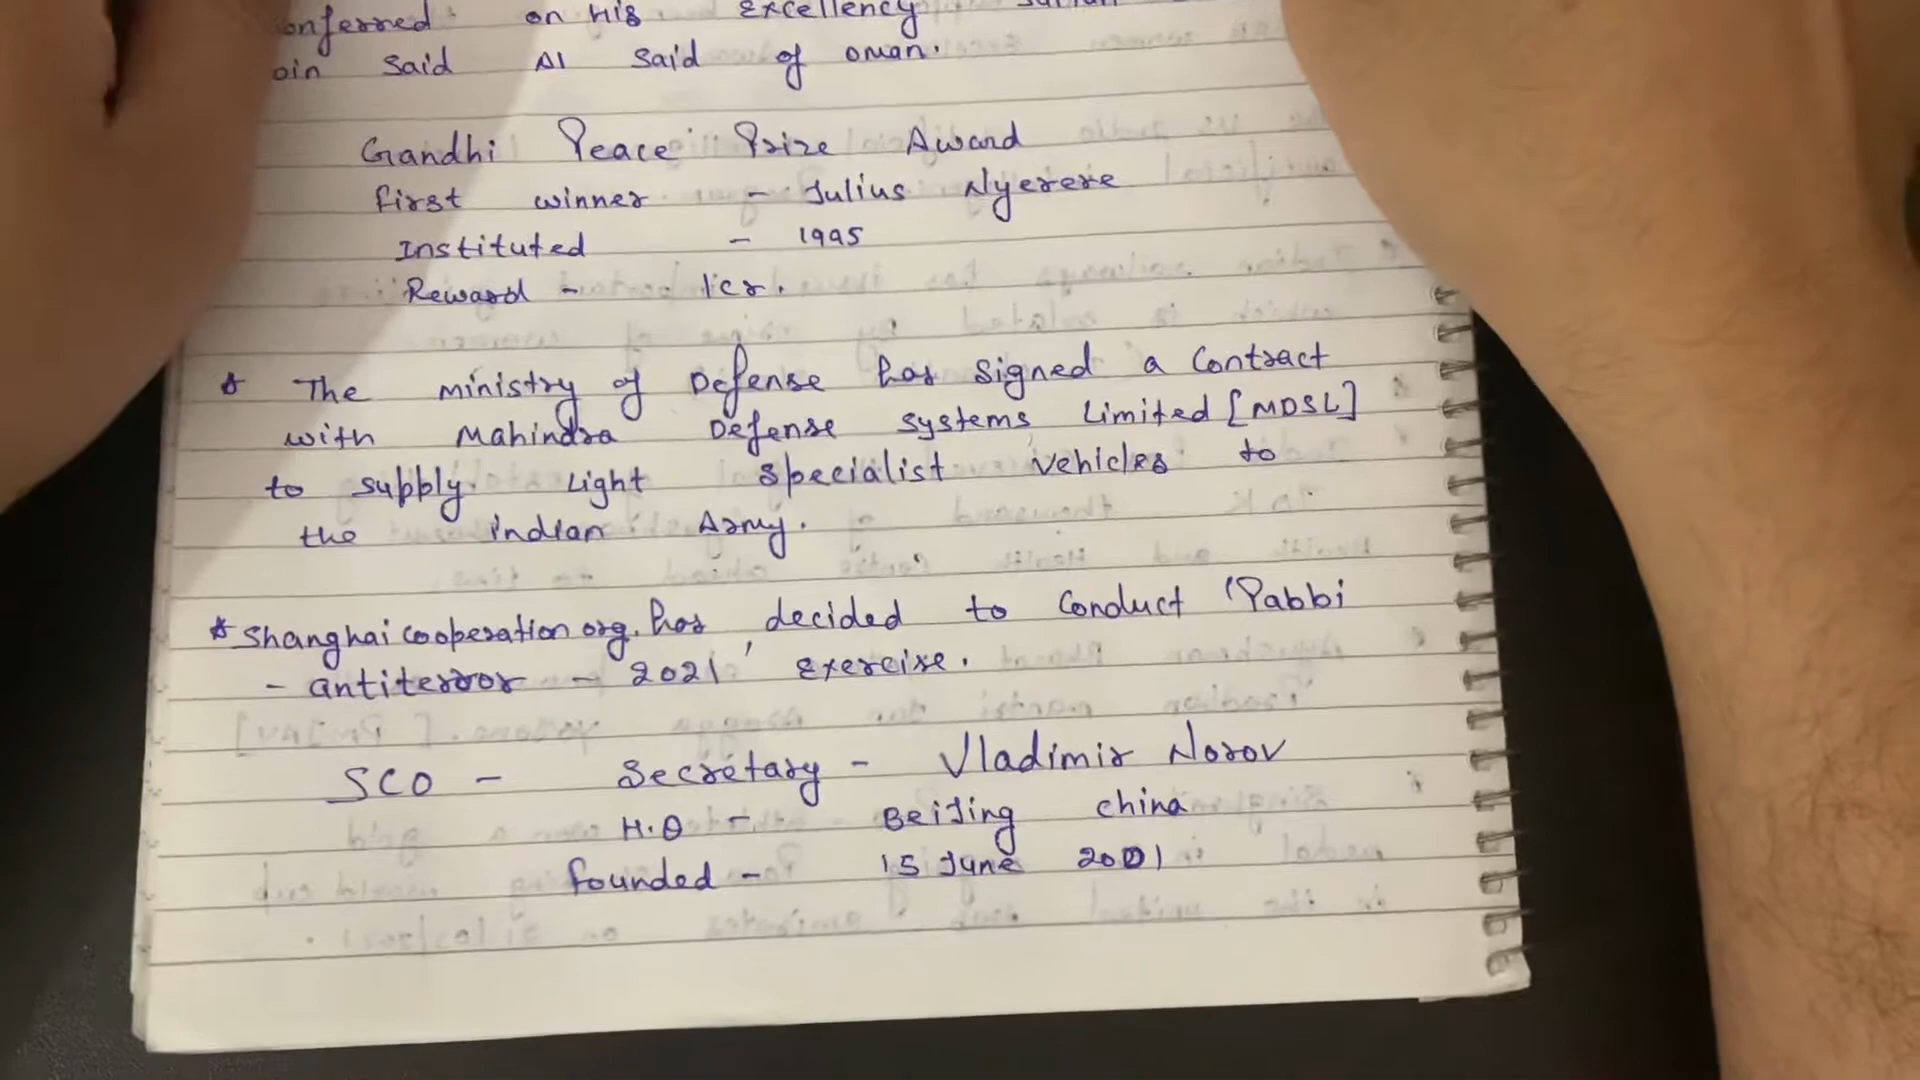 onferred on His Excellency
bin Said Al Said of Oman.
Gandhi Peace Prize Award
first winner - Julius Nyerere
Instituted - 1995
Reward - 1cr.
* The ministry of Defense has signed a Contract
with Mahindra Defense systems Limited [MDSL]
to supply Light specialist vehicles to
the indian Army.
* Shanghai cooperation org. has decided to Conduct 'Pabbi
- antiterror - 2021' exercise.
SCO - Secretary - Vladimir Norov
H.Q - BeiJing china
founded - 15 June 2001